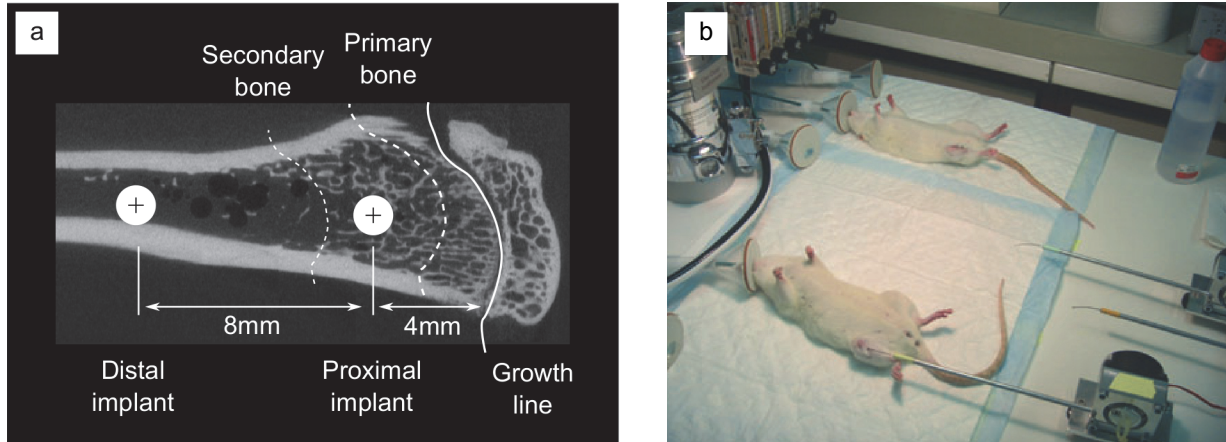 a
Secondary
bone
Primary
bone
8mm
4mm
Distal
implant
Proximal
implant
Growth
line
b